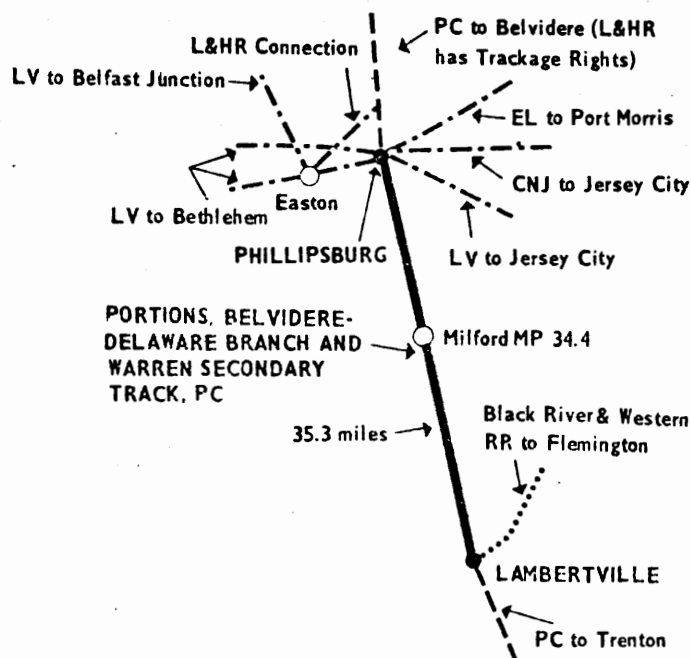 PC to Belvidere (L&HR
has Trackage Rights)
L&HR Connection
LV to Belfast Junction
EL to Port Morris
CNJ to Jersey City
Easton
LV to Bethlehem
PHILLIPSBURG
LV to Jersey City
PORTIONS, BELVIDERE-
DELAWARE BRANCH AND
WARREN SECONDARY
TRACK, PC
Milford MP 34.4
35.3 miles
Black River & Western
RR to Flemington
LAMBERTVILLE
PC to Trenton